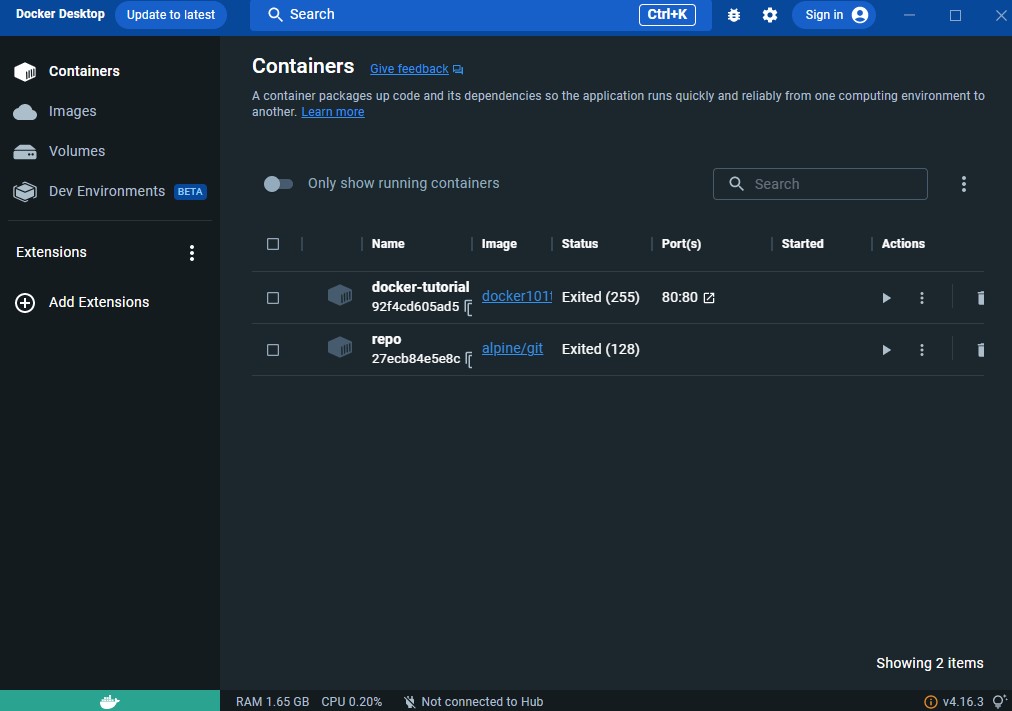 Docker Desktop
Update to latest
Search
Ctrl+K
Sign in
Containers
Images
Volumes
Dev Environments BETA
Extensions
Add Extensions
Containers Give feedback
A container packages up code and its dependencies so the application runs quickly and reliably from one computing environment to
another. Learn more
Only show running containers
Search
Name Image Status Port(s) Started Actions
docker-tutorial
92f4cd605ad5 docker101t Exited (255) 80:80
repo
27ecb84e5e8c alpine/git Exited (128)
Showing 2 items
RAM 1.65 GB CPU 0.20% Not connected to Hub v4.16.3